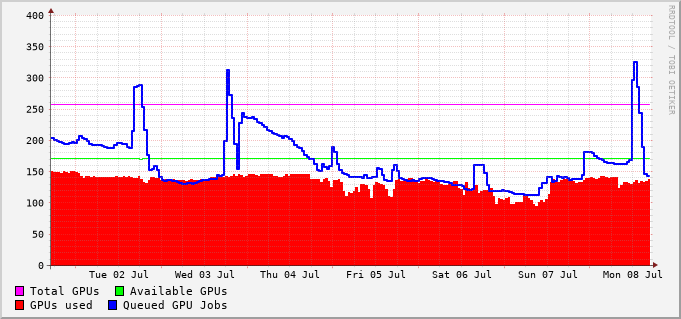 400
350
300
250
200
150
100
50
0
Tue 02 Jul Wed 03 Jul Thu 04 Jul Fri 05 Jul Sat 06 Jul Sun 07 Jul Mon 08 Jul
Total GPUs Available GPUs
GPUs used Queued GPU Jobs
RRDTOOL / TOBI OETIKER